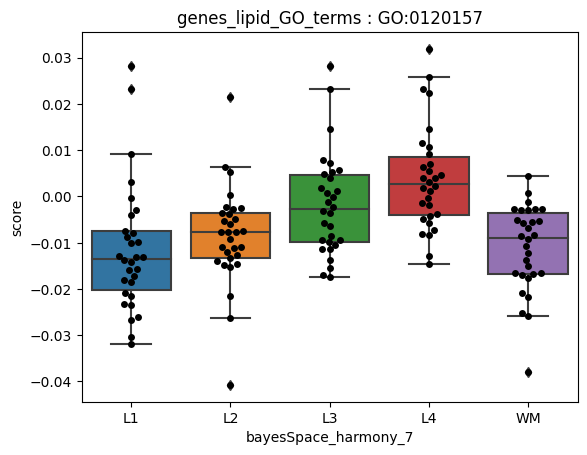 genes_lipid_GO_terms : GO:0120157
0.03
0.02
0.01
0.00
−0.01
−0.02
−0.03
−0.04
score
L1 L2 L3 L4 WM
bayesSpace_harmony_7